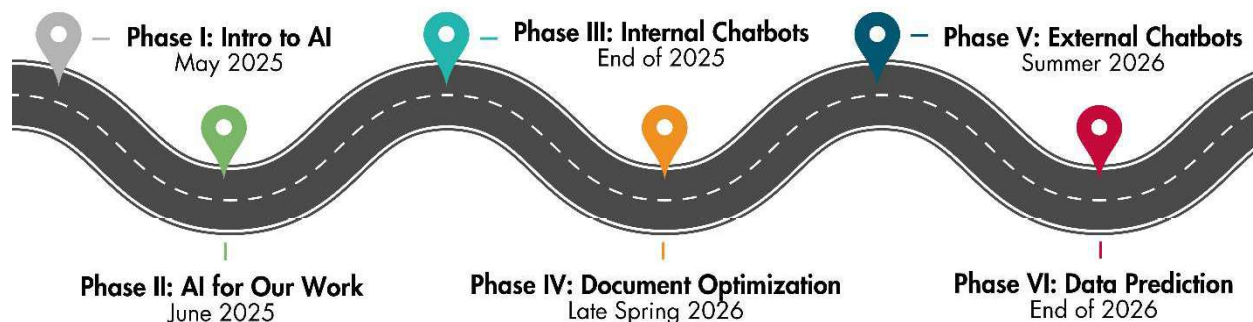 Phase I: Intro to AI
May 2025
Phase II: AI for Our Work
June 2025
Phase III: Internal Chatbots
End of 2025
Phase IV: Document Optimization
Late Spring 2026
Phase V: External Chatbots
Summer 2026
Phase VI: Data Prediction
End of 2026